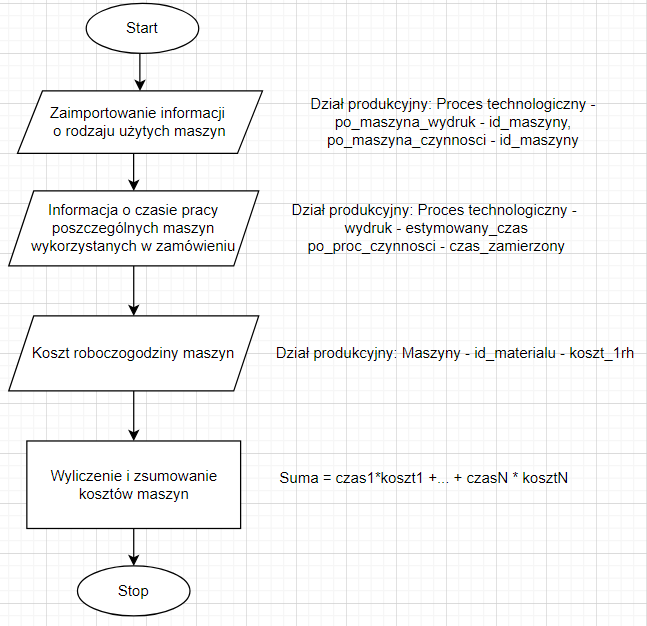 Start
Zaimportowanie informacji
o rodzaju użytych maszyn
Dział produkcyjny: Proces technologiczny -
po_maszyna_wydruk - id_maszyny,
po_maszyna_czynnosci - id_maszyny
Informacja o czasie pracy
poszczególnych maszyn
wykorzystanych w zamówieniu
Dział produkcyjny: Proces technologiczny -
wydruk - estymowany_czas
po_proc_czynnosci - czas_zamierzony
Koszt roboczogodziny maszyn
Dział produkcyjny: Maszyny - id_materialu - koszt_1rh
Wyliczenie i zsumowanie
kosztów maszyn
Suma = czas1*koszt1 +... + czasN * kosztN
Stop